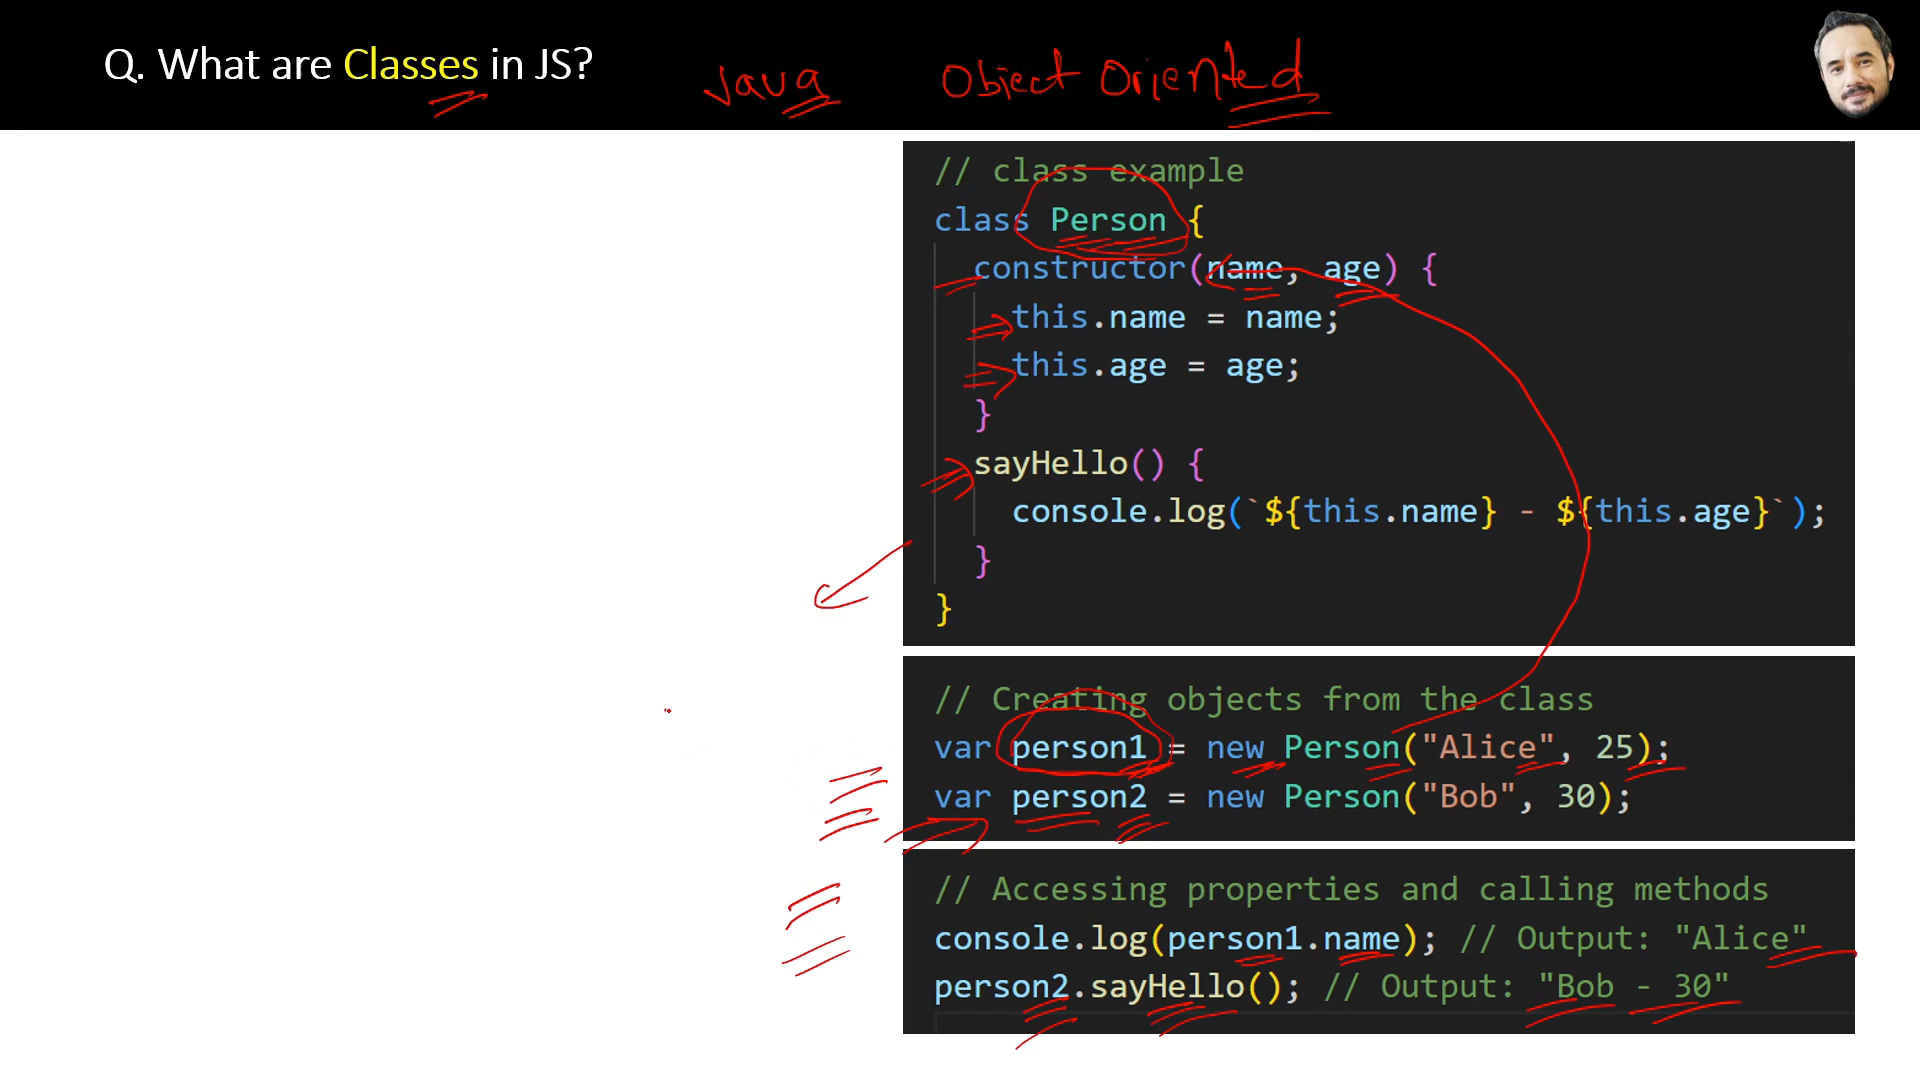 Q. What are Classes in JS?
Java Object Oriented
// class example
class Person {
constructor(name, age) {
this.name = name;
this.age = age;
}
sayHello() {
console.log(`${this.name} - ${this.age}`);
}
}
// Creating objects from the class
var person1 = new Person("Alice", 25);
var person2 = new Person("Bob", 30);
// Accessing properties and calling methods
console.log(person1.name); // Output: "Alice"
person2.sayHello(); // Output: "Bob - 30"